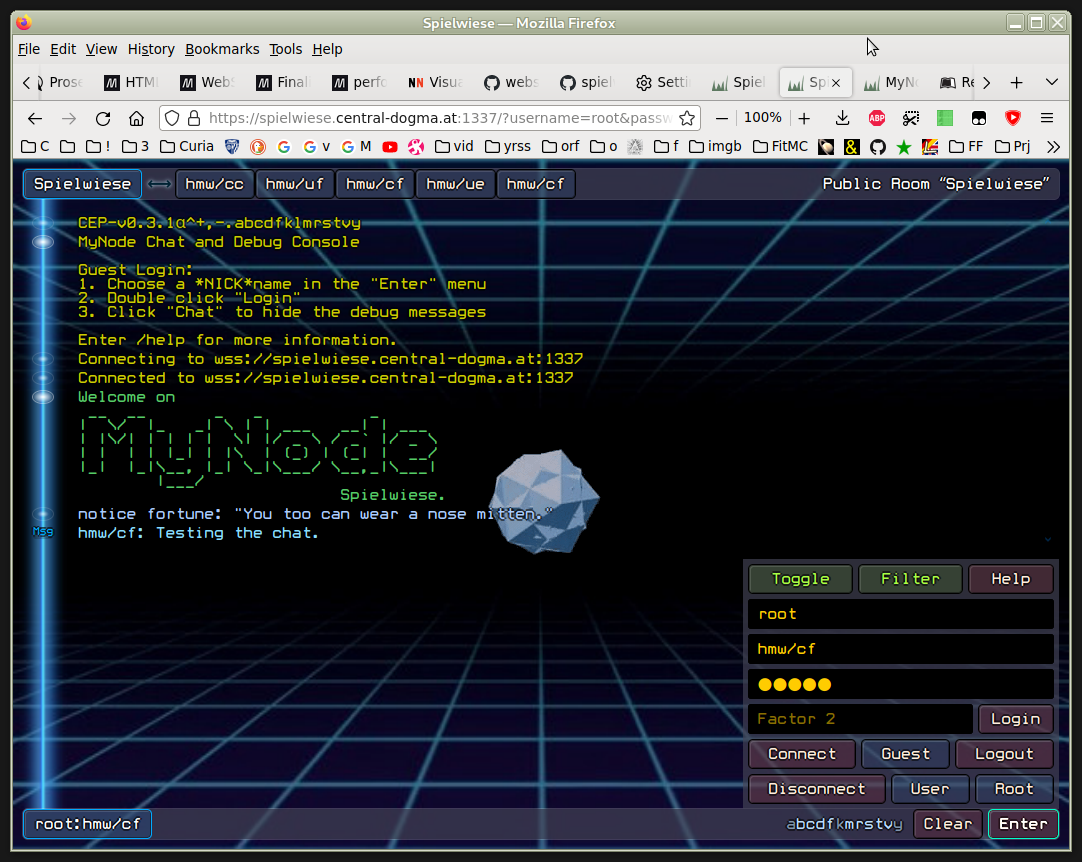 Spielwiese — Mozilla Firefox
File Edit View History Bookmarks Tools Help
Prose HTML Web Final perfo Visua webs spiel Setti Spiel Sp MyN Re
100%
https://spielwiese.central-dogma.at:1337/?username=root&passw
C ! 3 Curia G G v G M vid yrss orf o f imgb FitMC & FF Prj
Spielwiese hmw/cc hmw/uf hmw/cf hmw/ue hmw/cf Public Room “Spielwiese”
CEP-v0.3.1α^+,-.abcdfklmrstvy
MyNode Chat and Debug Console
Guest Login:
1. Choose a *NICK*name in the "Enter" menu
2. Double click "Login"
3. Click "Chat" to hide the debug messages
Enter /help for more information.
Connecting to wss://spielwiese.central-dogma.at:1337
Connected to wss://spielwiese.central-dogma.at:1337
Welcome on
MyNode
Spielwiese.
notice fortune: "You too can wear a nose mitten."
Msg hmw/cf: Testing the chat.
Toggle Filter Help
root
hmw/cf
●●●●●
Factor 2 Login
Connect Guest Logout
Disconnect User Root
root:hmw/cf abcdfkmrstvy Clear Enter